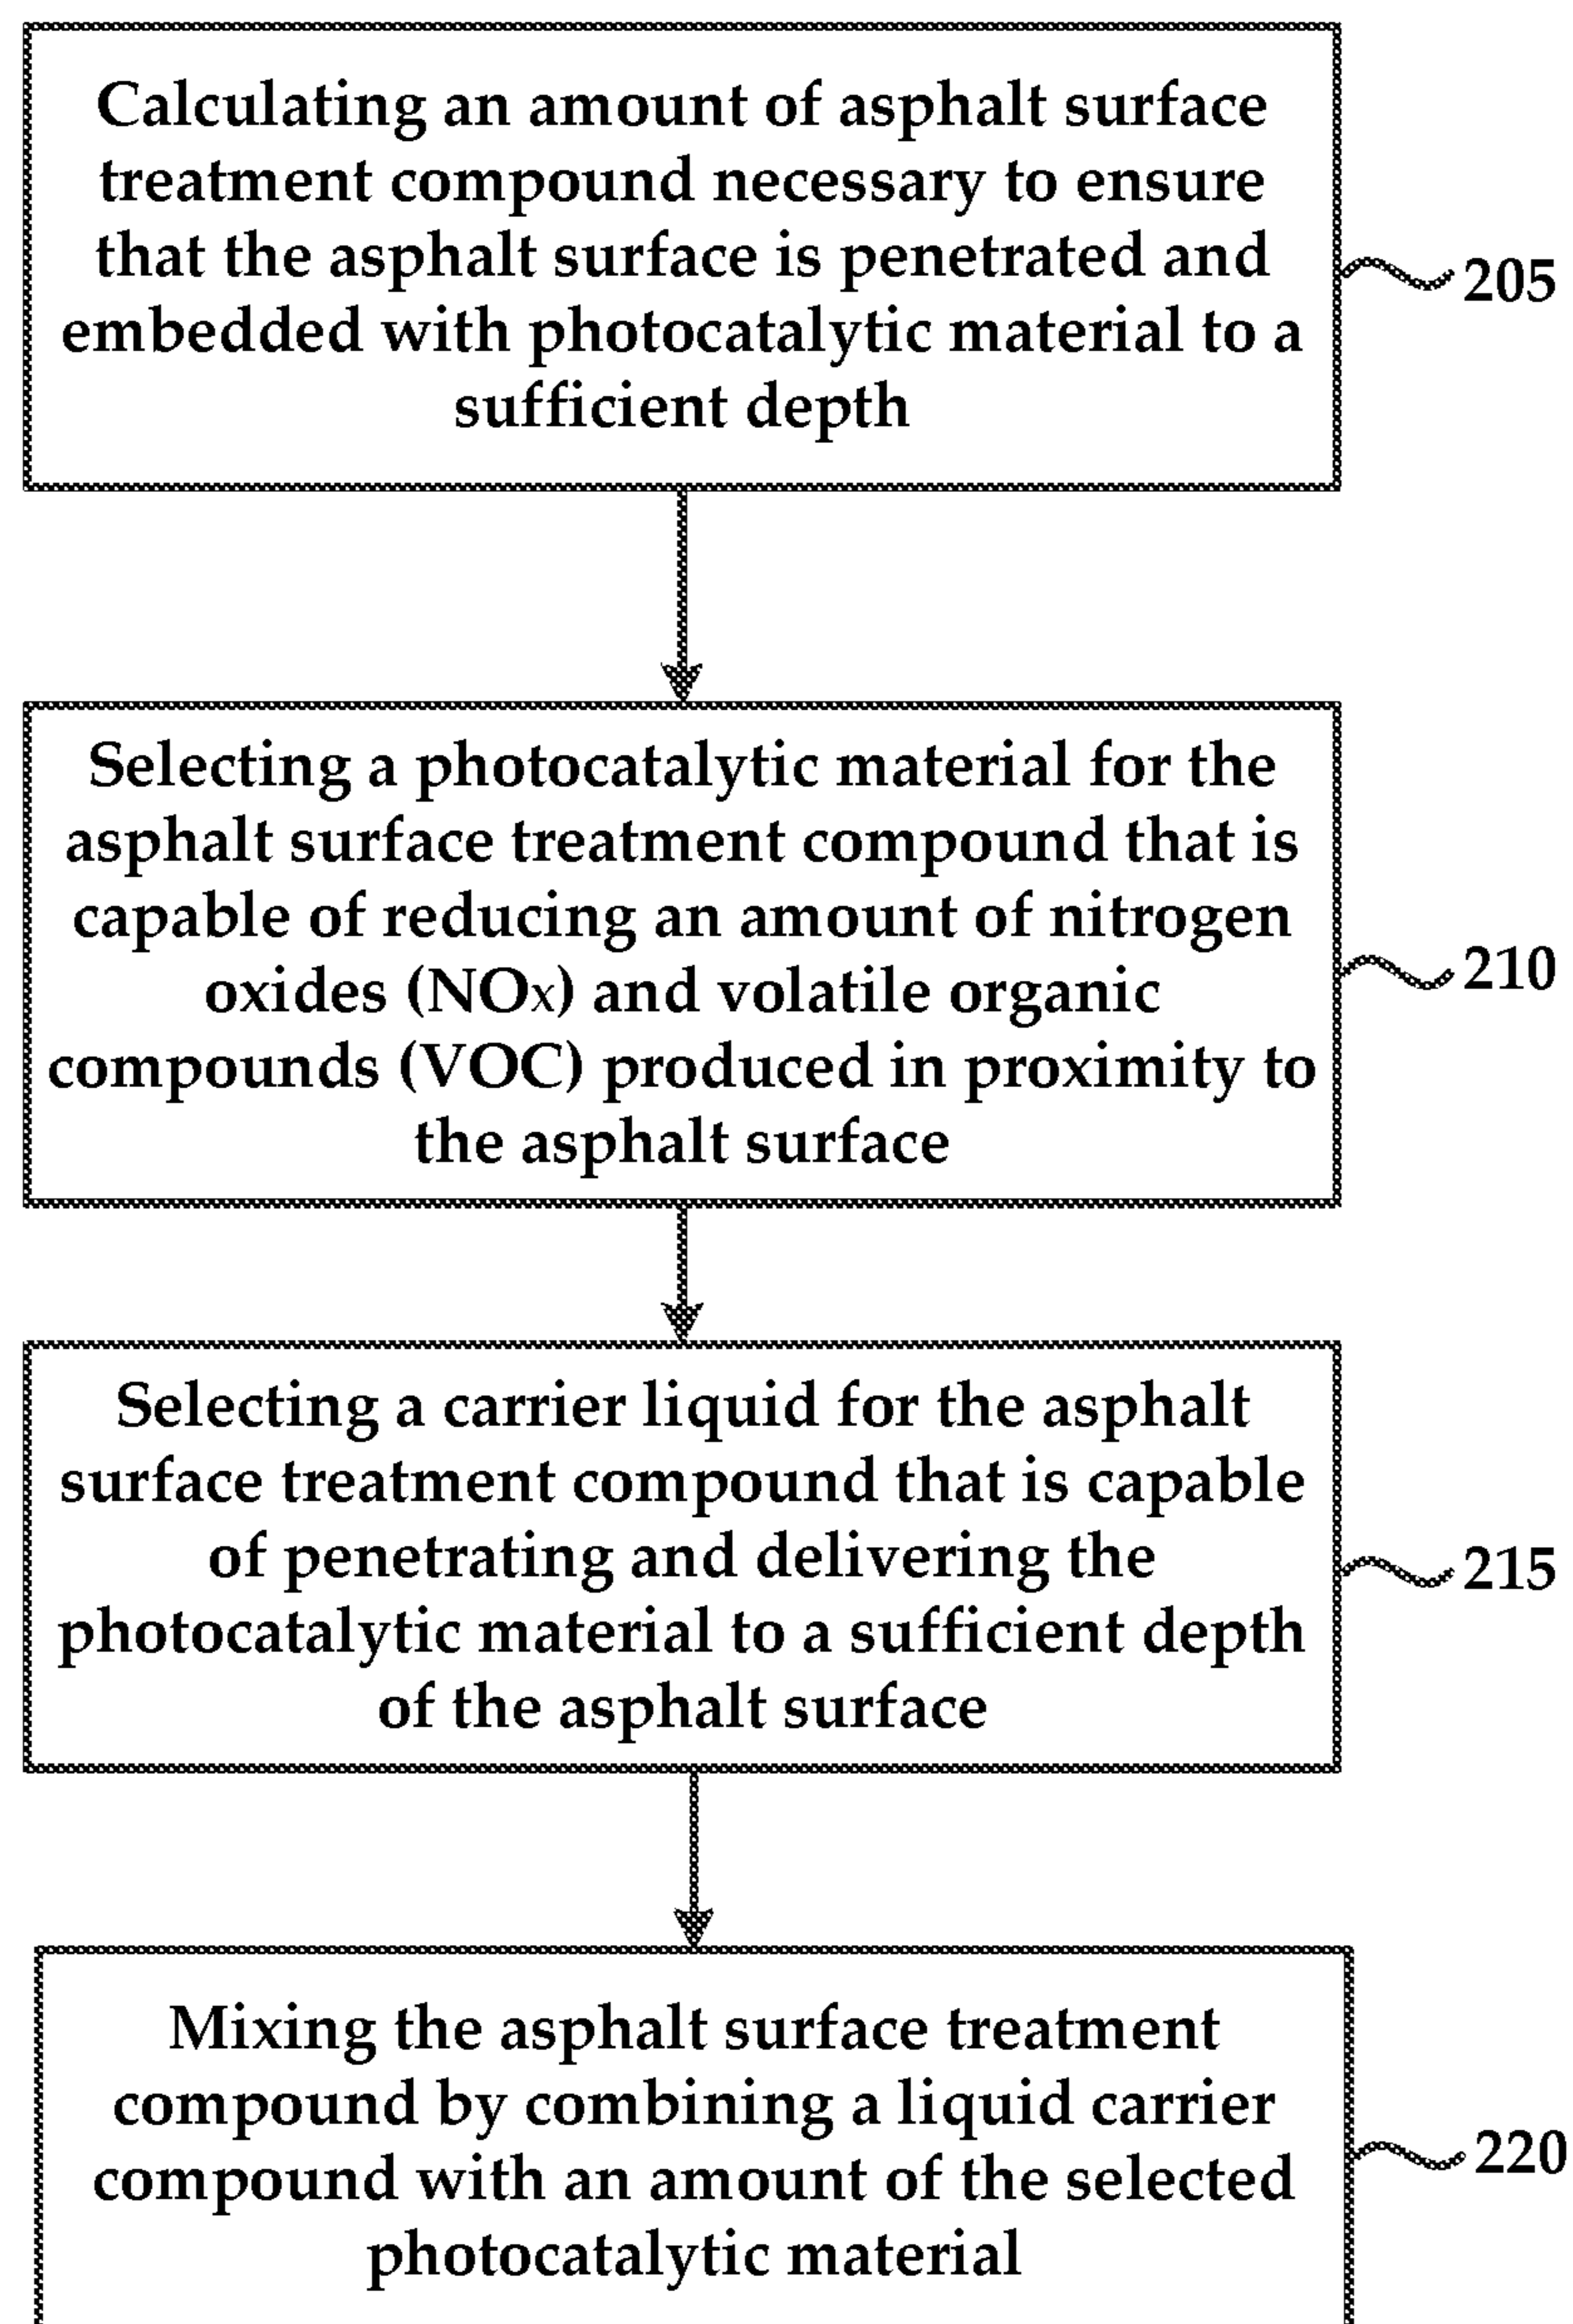 Calculating an amount of asphalt surface
treatment compound necessary to ensure
that the asphalt surface is penetrated and
embedded with photocatalytic material to a
sufficient depth
205
Selecting a photocatalytic material for the
asphalt surface treatment compound that is
capable of reducing an amount of nitrogen
oxides (NOx) and volatile organic
compounds (VOC) produced in proximity to
the asphalt surface
210
Selecting a carrier liquid for the asphalt
surface treatment compound that is capable
of penetrating and delivering the
photocatalytic material to a sufficient depth
of the asphalt surface
215
Mixing the asphalt surface treatment
compound by combining a liquid carrier
compound with an amount of the selected
photocatalytic material
220